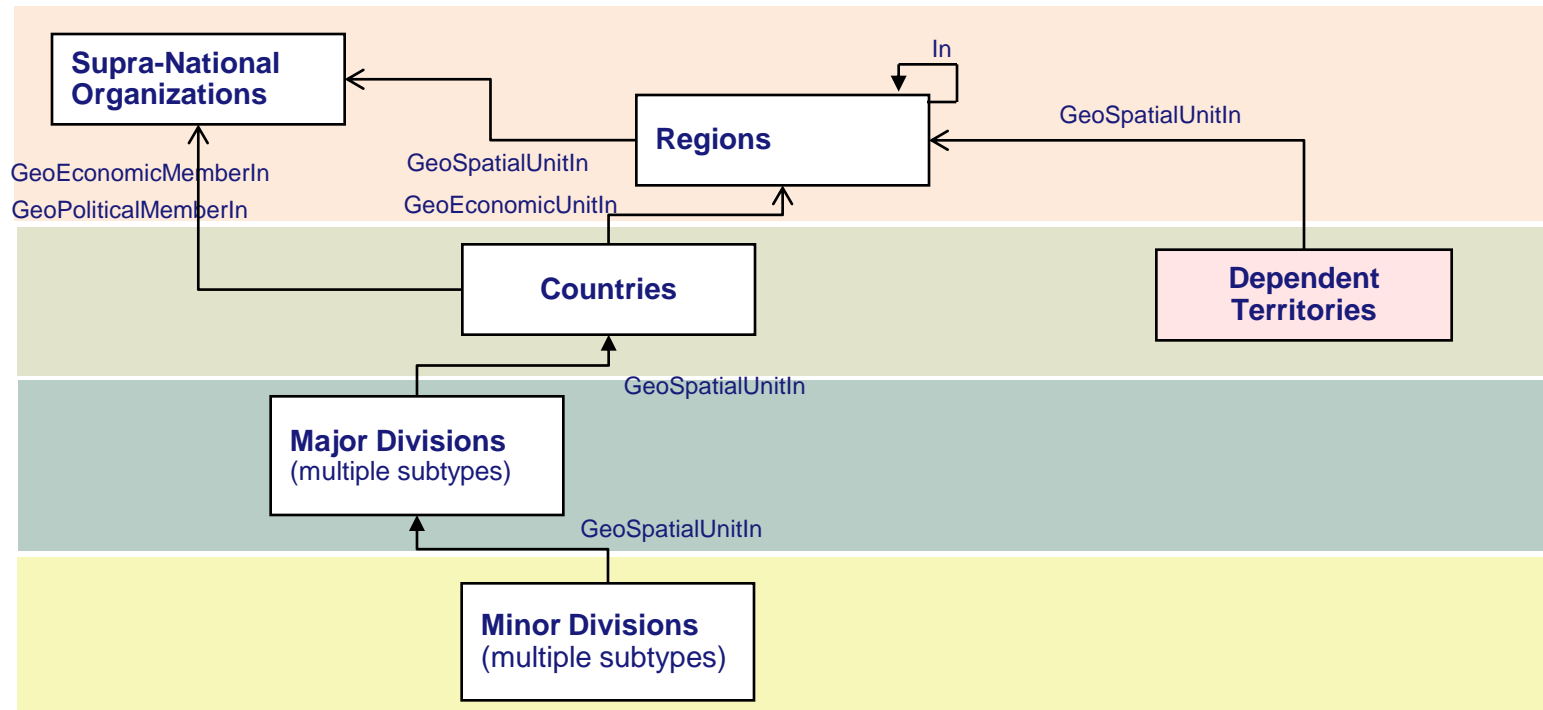 Supra-National
Organizations
In
Regions
GeoSpatialUnitIn
GeoEconomicMemberIn
GeoPoliticalMemberIn
GeoSpatialUnitIn
GeoEconomicUnitIn
Countries
Dependent
Territories
GeoSpatialUnitIn
Major Divisions
(multiple subtypes)
GeoSpatialUnitIn
Minor Divisions
(multiple subtypes)